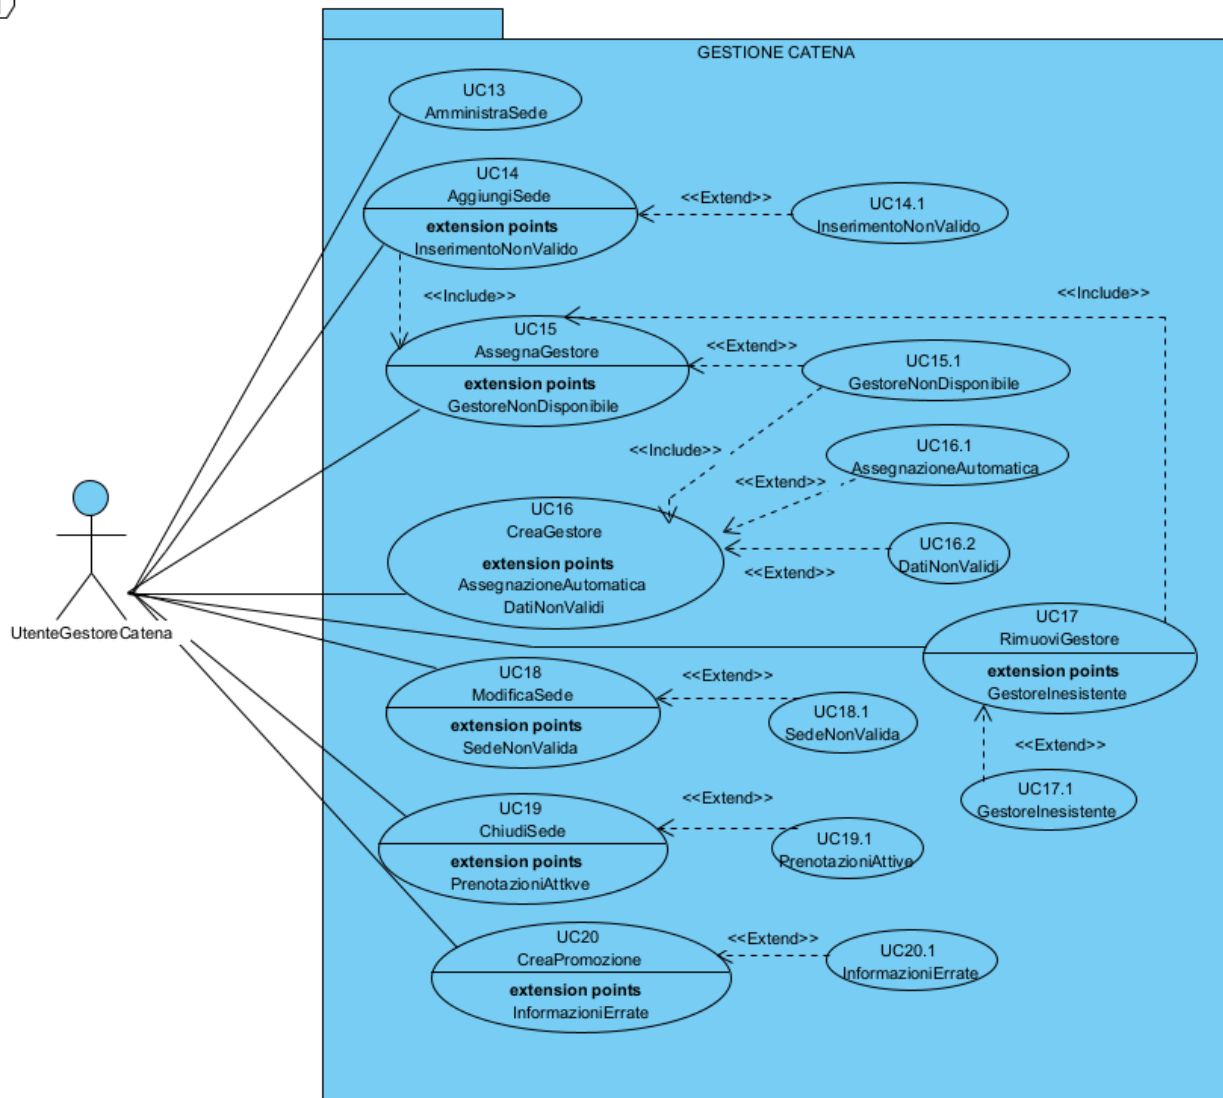 GESTIONE CATENA
UC13
AmministraSede
UC14
AggiungiSede
extension points
InserimentoNonValido
<<Extend>>
UC14.1
InserimentoNonValido
<<Include>>
<<Include>>
UC15
AssegnaGestore
extension points
GestoreNonDisponibile
<<Extend>>
UC15.1
GestoreNonDisponibile
<<Include>>
UC16.1
AssegnazioneAutomatica
<<Extend>>
UC16
CreaGestore
extension points
AssegnazioneAutomatica
DatiNonValidi
UC16.2
DatiNonValidi
<<Extend>>
UtenteGestoreCatena
UC17
RimuoviGestore
extension points
GestoreInesistente
UC18
ModificaSede
extension points
SedeNonValida
<<Extend>>
UC18.1
SedeNonValida
<<Extend>>
UC17.1
GestoreInesistente
UC19
ChiudiSede
extension points
PrenotazioniAttkve
<<Extend>>
UC19.1
PrenotazioniAttive
UC20
CreaPromozione
extension points
InformazioniErrate
<<Extend>>
UC20.1
InformazioniErrate